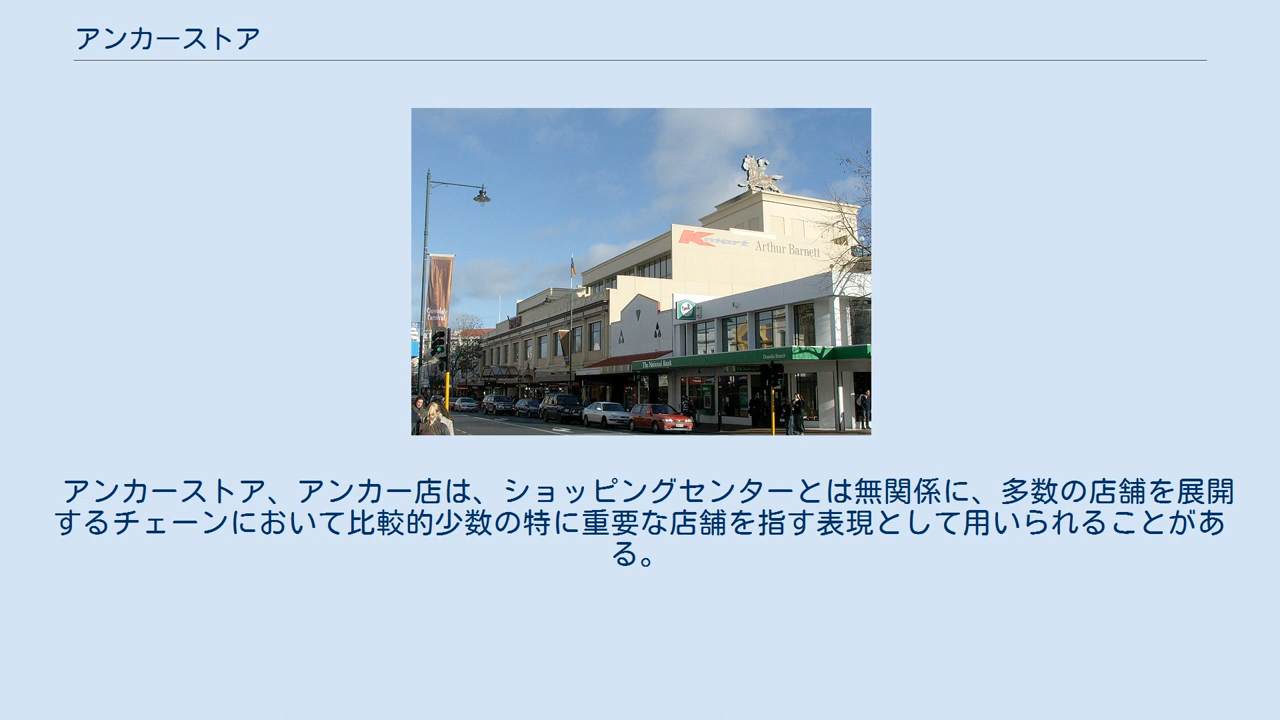 アンカーストア
Kmart
Arthur Barnett
The National Bank
アンカーストア、アンカー店は、ショッピングセンターとは無関係に、多数の店舗を展開
するチェーンにおいて比較的少数の特に重要な店舗を指す表現として用いられることがあ
る。